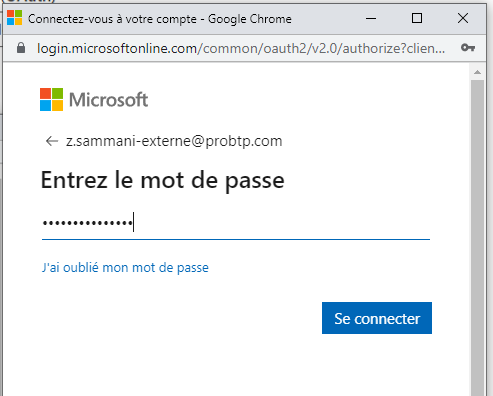 Connectez-vous à votre compte - Google Chrome
login.microsoftonline.com/common/oauth2/v2.0/authorize?clien...
Microsoft
← z.sammani-externe@probtp.com
Entrez le mot de passe
•••••••••••••••
J'ai oublié mon mot de passe
Se connecter